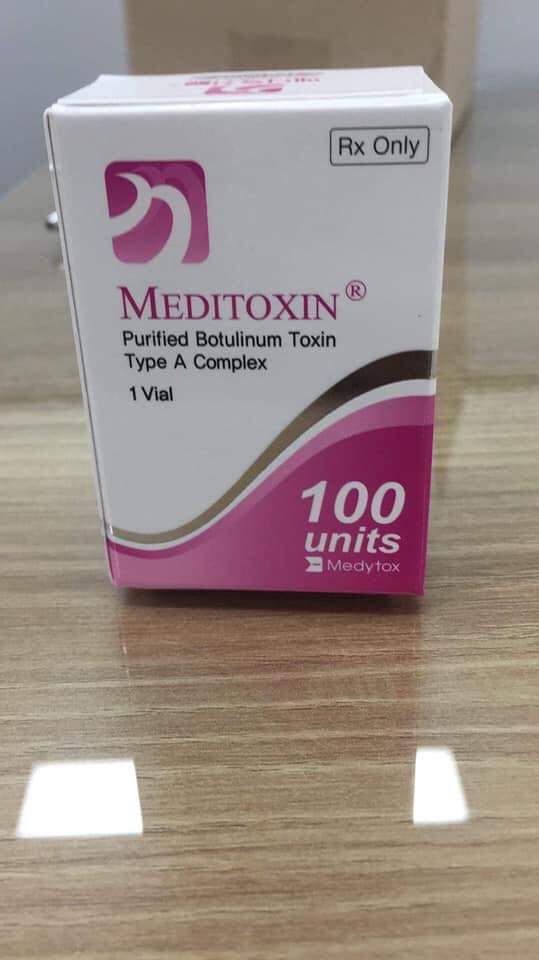 Rx Only
MEDITOXIN®
Purified Botulinum Toxin
Type A Complex
1 Vial
100
units
Medytox